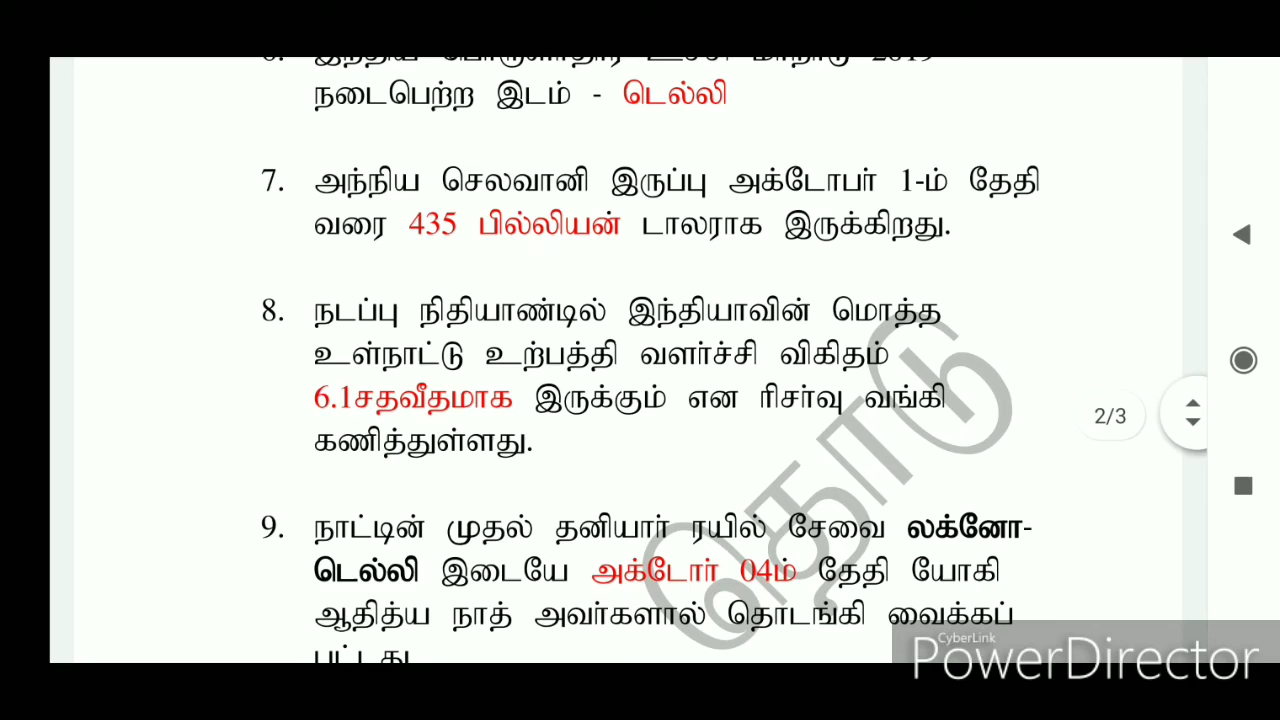 நடைபெற்ற இடம் - டெல்லி
7. அந்நிய செலவானி இருப்பு அக்டோபர் 1-ம் தேதி
வரை 435 பில்லியன் டாலராக இருக்கிறது.
8. நடப்பு நிதியாண்டில் இந்தியாவின் மொத்த
உள்நாட்டு உற்பத்தி வளர்ச்சி விகிதம்
6.1சதவீதமாக இருக்கும் என ரிசர்வு வங்கி
கணித்துள்ளது.
2/3
9. நாட்டின் முதல் தனியார் ரயில் சேவை லக்னோ-
டெல்லி இடையே அக்டோர் 04ம் தேதி யோகி
ஆதித்ய நாத் அவர்களால் தொடங்கி வைக்கப்
தொடு
CyberLink
PowerDirector